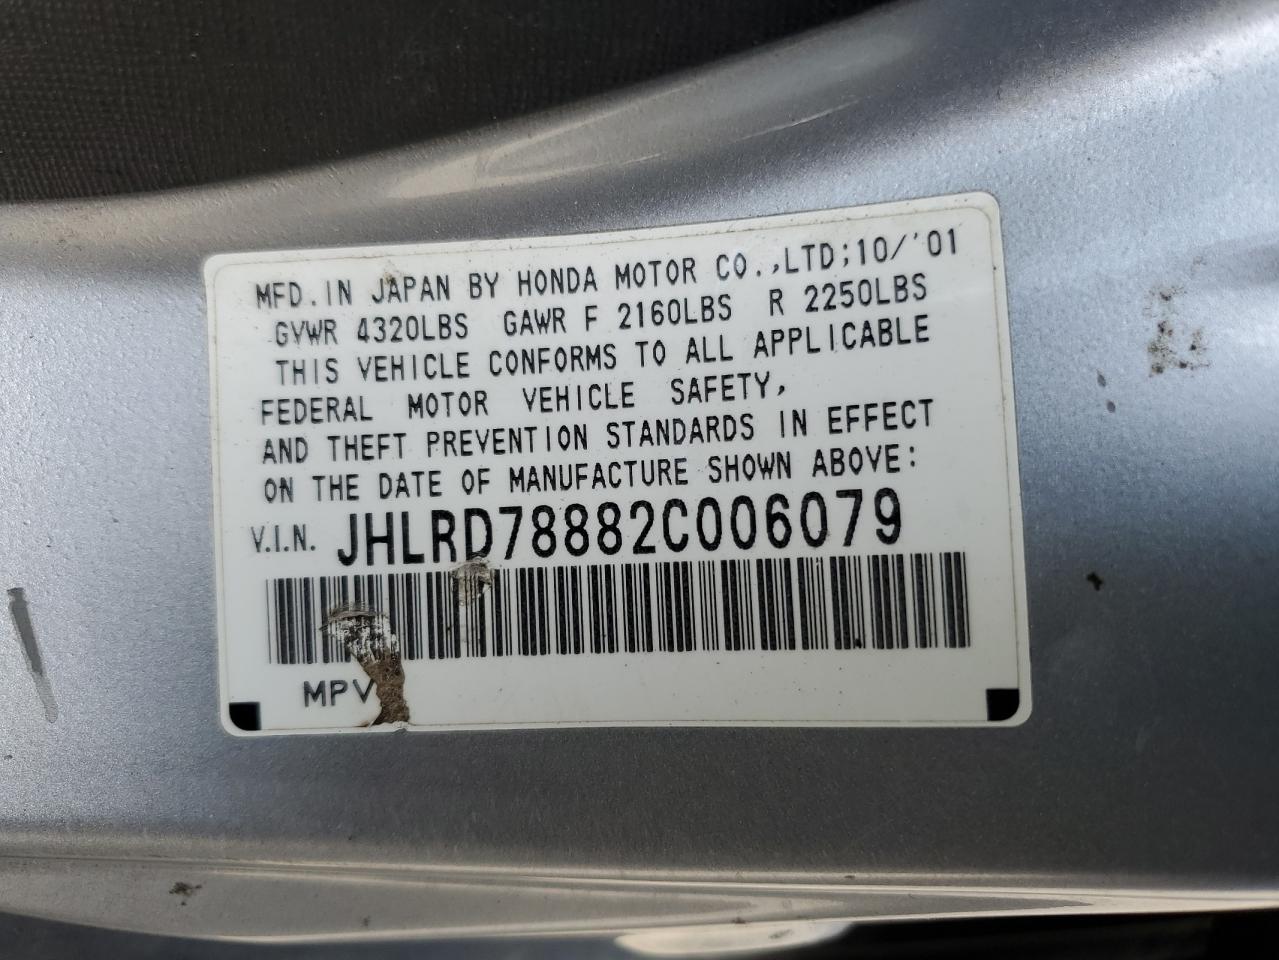 MFD. IN JAPAN BY HONDA MOTOR CO.,LTD;10/'01
GVWR 4320LBS GAWR F 2160LBS R 2250LBS
THIS VEHICLE CONFORMS TO ALL APPLICABLE
FEDERAL MOTOR VEHICLE SAFETY,
AND THEFT PREVENTION STANDARDS IN EFFECT
ON THE DATE OF MANUFACTURE SHOWN ABOVE:
V.I.N. JHLRD78882C006079
MPV